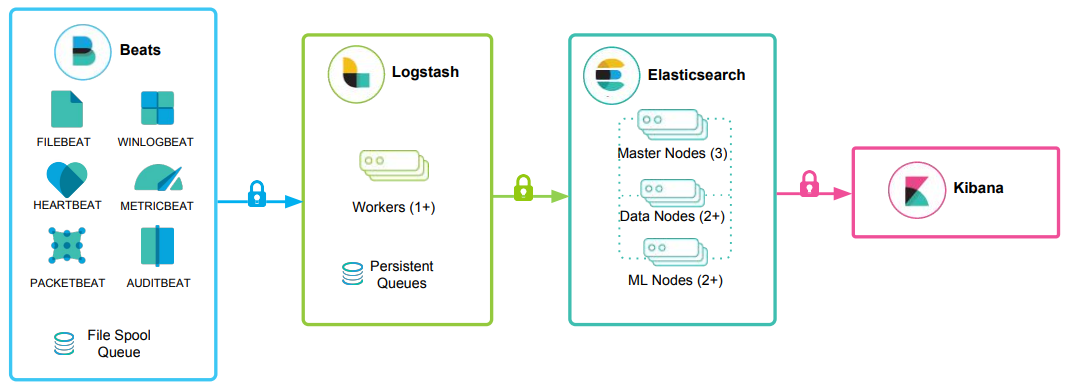 Beats
FILEBEAT
WINLOGBEAT
HEARTBEAT
METRICBEAT
PACKETBEAT
AUDITBEAT
File Spool
Queue
Logstash
Workers (1+)
Persistent
Queues
Elasticsearch
Master Nodes (3)
Data Nodes (2+)
ML Nodes (2+)
Kibana